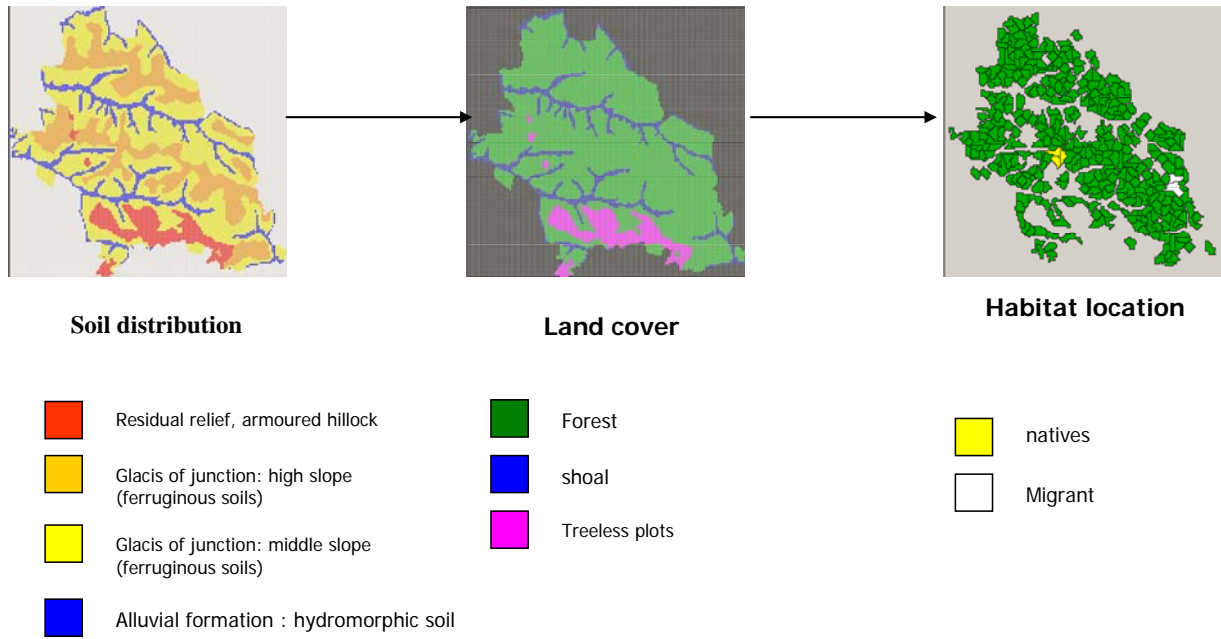 Soil distribution
Land cover
Habitat location
Residual relief, armoured hillock
Glacis of junction: high slope
(ferruginous soils)
Glacis of junction: middle slope
(ferruginous soils)
Alluvial formation : hydromorphic soil
Forest
shoal
Treeless plots
natives
Migrant